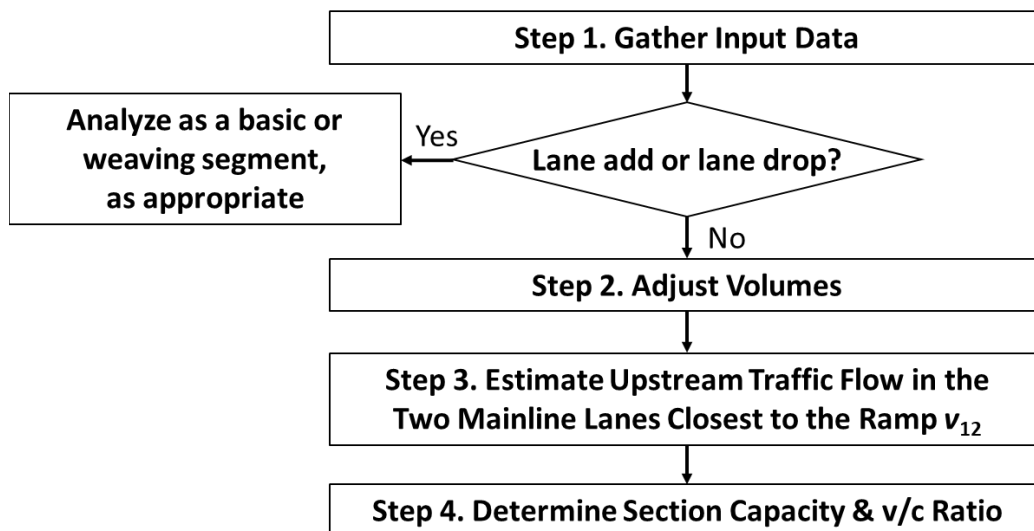 Step 1. Gather Input Data
Analyze as a basic or
weaving segment,
as appropriate
Yes
Lane add or lane drop?
No
Step 2. Adjust Volumes
Step 3. Estimate Upstream Traffic Flow in the
Two Mainline Lanes Closest to the Ramp v₁₂
Step 4. Determine Section Capacity & v/c Ratio